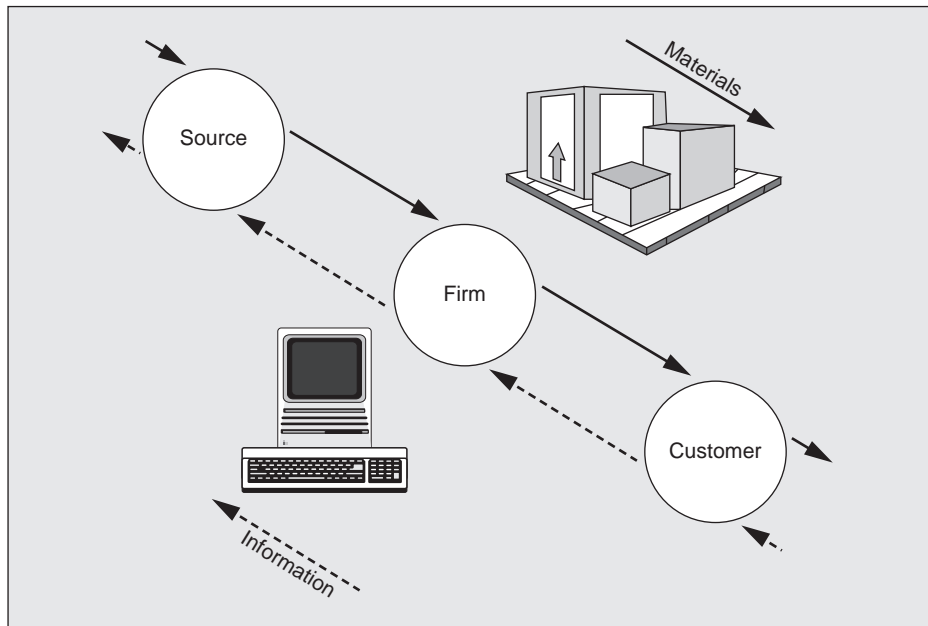 Materials
Source
Firm
Customer
Information